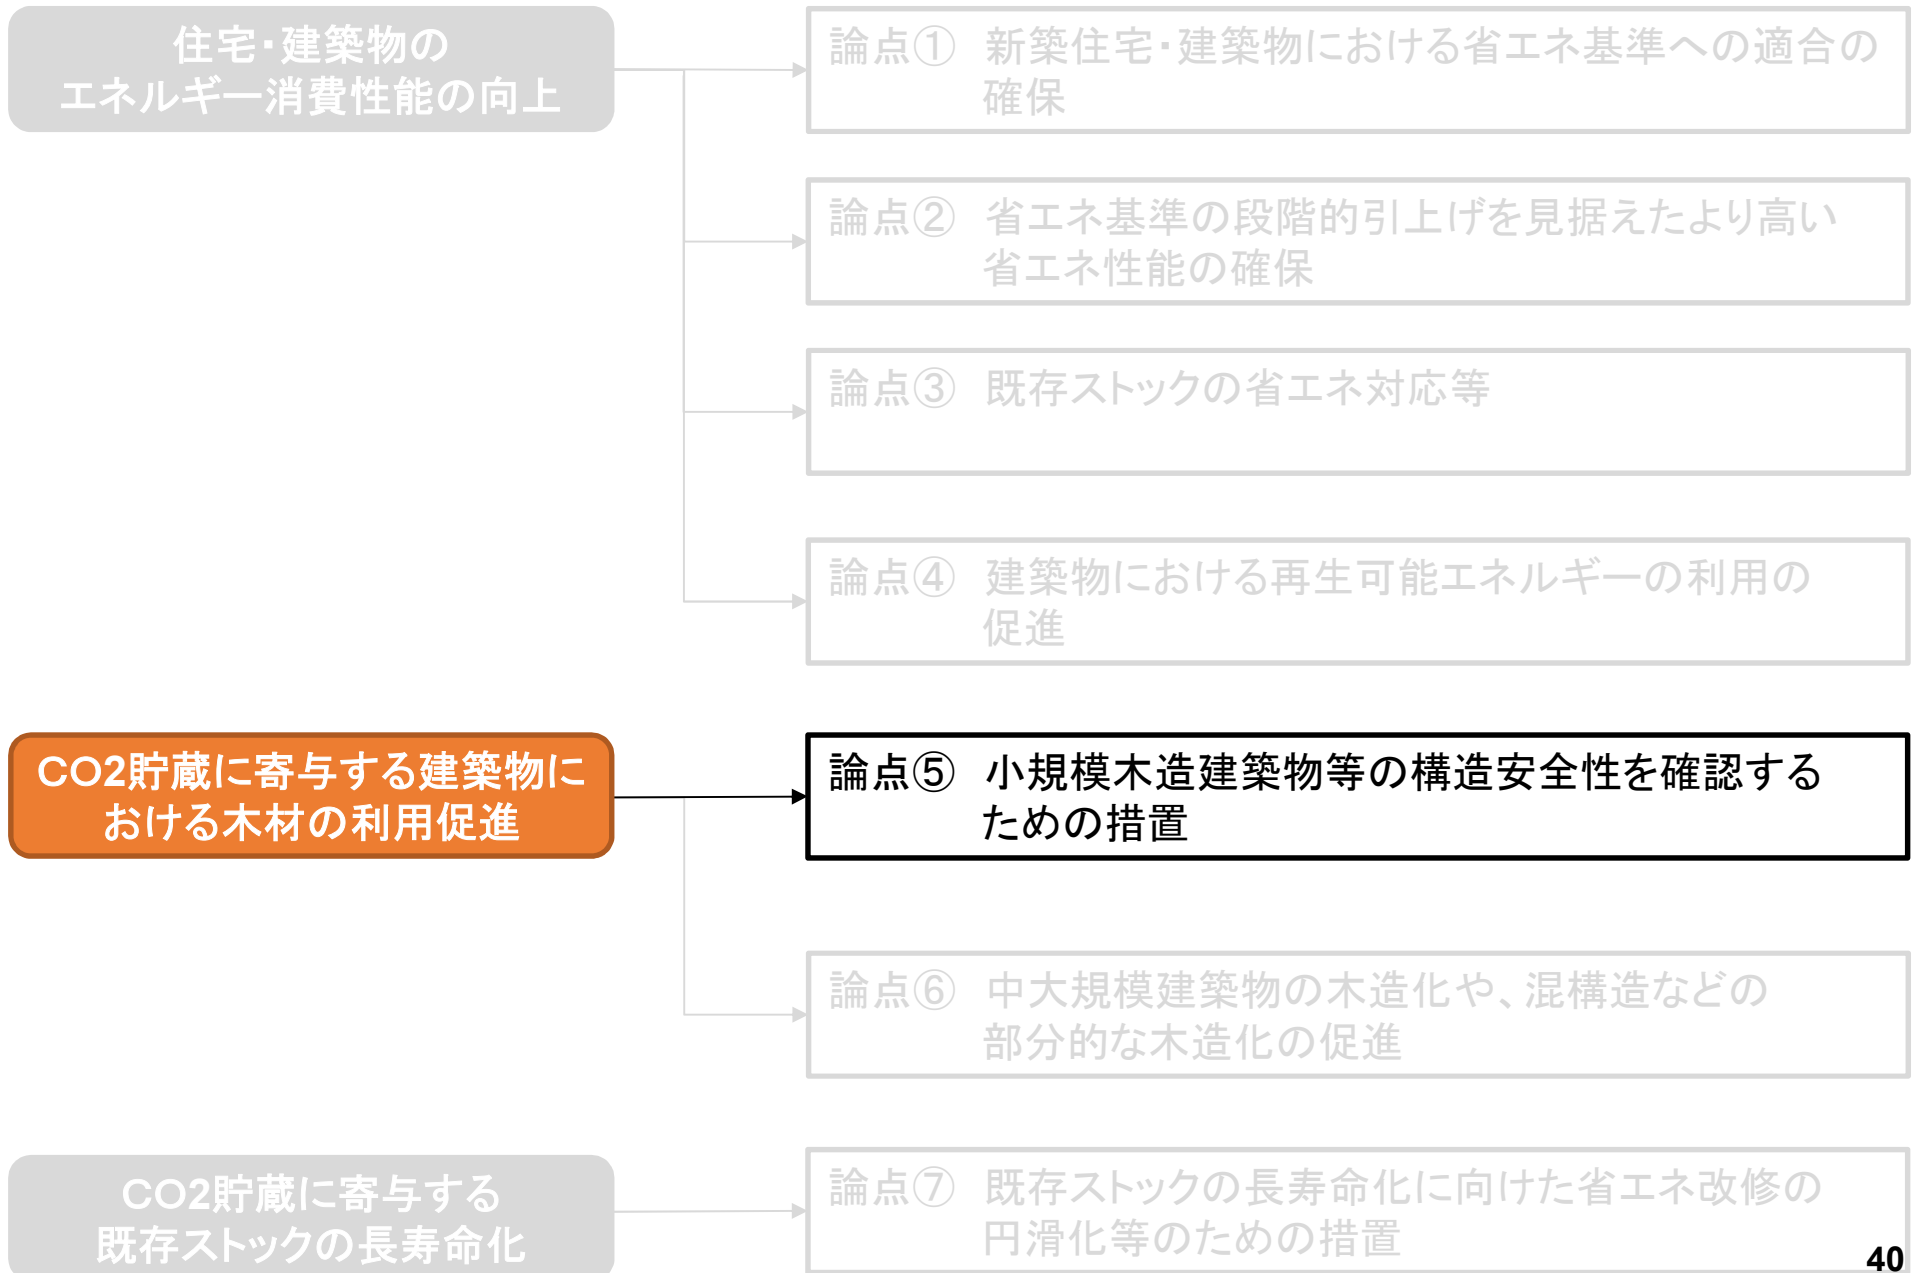 住宅・建築物の
エネルギー消費性能の向上
論点① 新築住宅・建築物における省エネ基準への適合の
確保
論点② 省エネ基準の段階的引上げを見据えたより高い
省エネ性能の確保
論点③ 既存ストックの省エネ対応等
論点④ 建築物における再生可能エネルギーの利用の
促進
CO2貯蔵に寄与する建築物に
おける木材の利用促進
論点⑤ 小規模木造建築物等の構造安全性を確認する
ための措置
論点⑥ 中大規模建築物の木造化や、混構造などの
部分的な木造化の促進
CO2貯蔵に寄与する
既存ストックの長寿命化
論点⑦ 既存ストックの長寿命化に向けた省エネ改修の
円滑化等のための措置
40